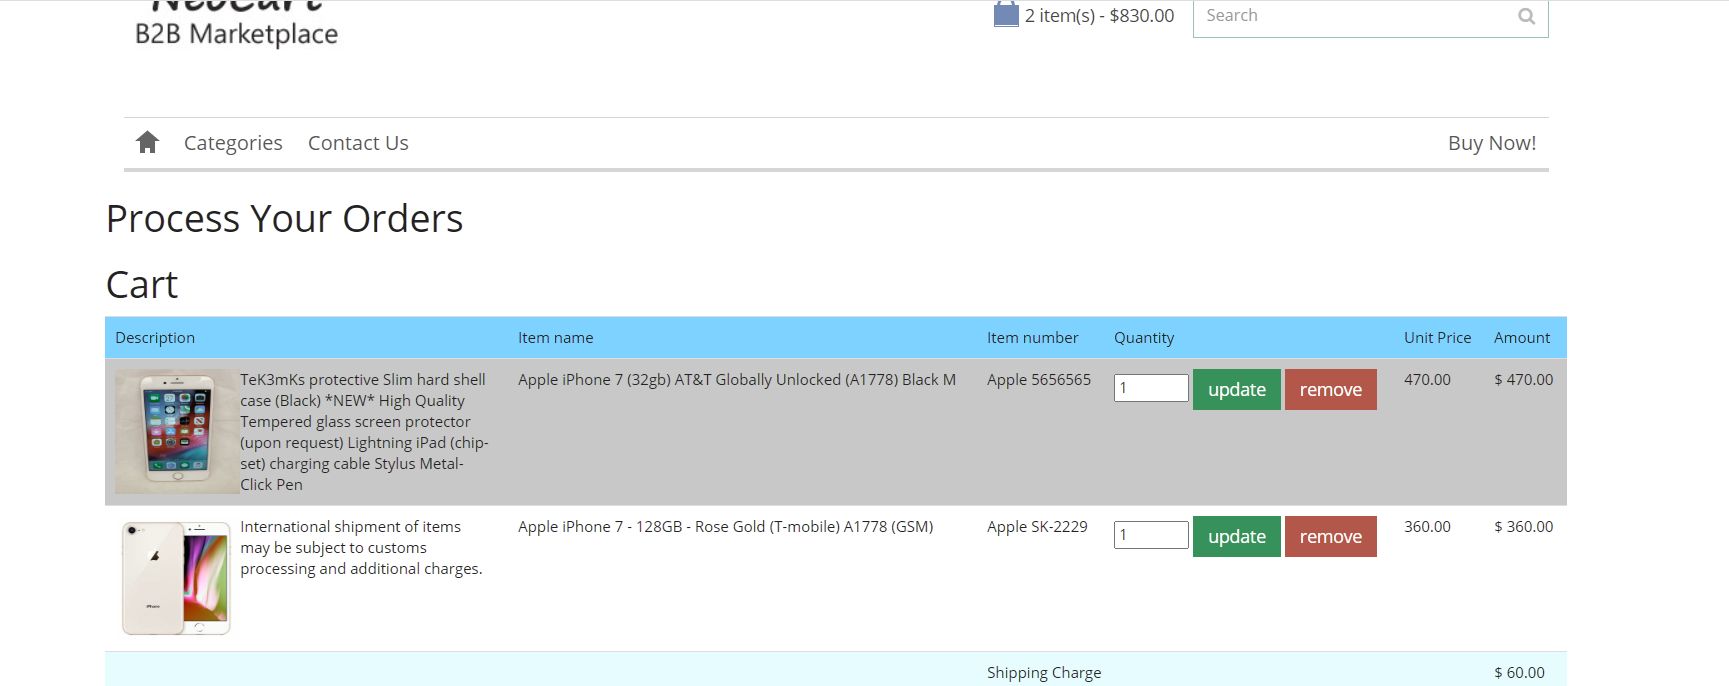 NeoCart
B2B Marketplace
2 item(s) - $830.00
Search
Categories Contact Us Buy Now!
Process Your Orders
Cart
Description Item name Item number Quantity Unit Price Amount
TeK3mKs protective Slim hard shell Apple iPhone 7 (32gb) AT&T Globally Unlocked (A1778) Black M Apple 5656565 1 update remove 470.00 $ 470.00
case (Black) *NEW* High Quality
Tempered glass screen protector
(upon request) Lightning iPad (chip-
set) charging cable Stylus Metal-
Click Pen
International shipment of items Apple iPhone 7 - 128GB - Rose Gold (T-mobile) A1778 (GSM) Apple SK-2229 1 update remove 360.00 $ 360.00
may be subject to customs
processing and additional charges.
iPhone
Shipping Charge $ 60.00